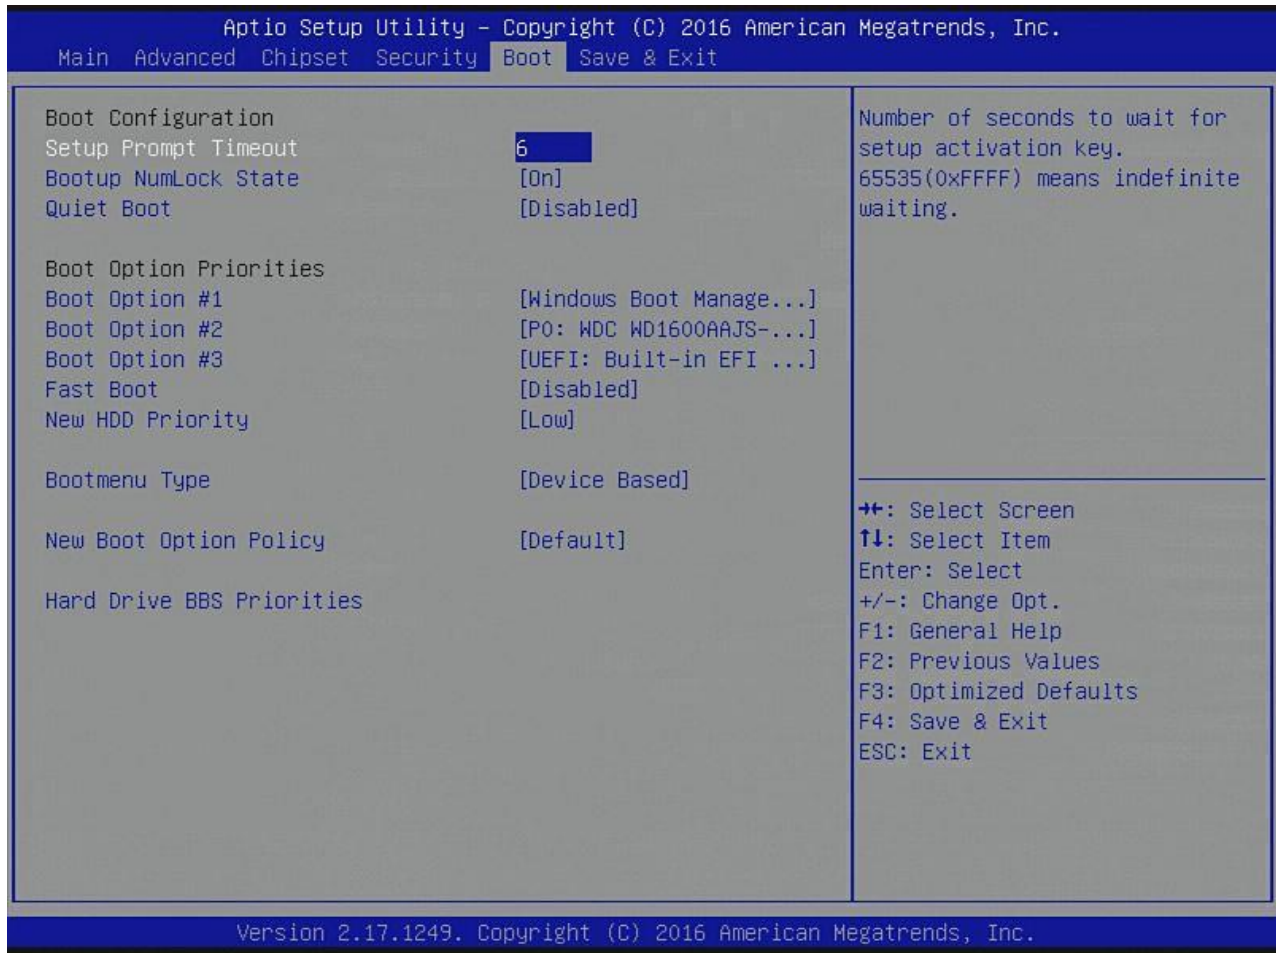 Aptio Setup Utility – Copyright (C) 2016 American Megatrends, Inc.
Main Advanced Chipset Security Boot Save & Exit
Boot Configuration
Setup Prompt Timeout 6
Bootup NumLock State [On]
Quiet Boot [Disabled]
Boot Option Priorities
Boot Option #1 [Windows Boot Manage...]
Boot Option #2 [P0: WDC WD1600AAJS-...]
Boot Option #3 [UEFI: Built-in EFI ...]
Fast Boot [Disabled]
New HDD Priority [Low]
Bootmenu Type [Device Based]
New Boot Option Policy [Default]
Hard Drive BBS Priorities
Number of seconds to wait for
setup activation key.
65535(0xFFFF) means indefinite
waiting.
→←: Select Screen
↑↓: Select Item
Enter: Select
+/-: Change Opt.
F1: General Help
F2: Previous Values
F3: Optimized Defaults
F4: Save & Exit
ESC: Exit
Version 2.17.1249. Copyright (C) 2016 American Megatrends, Inc.